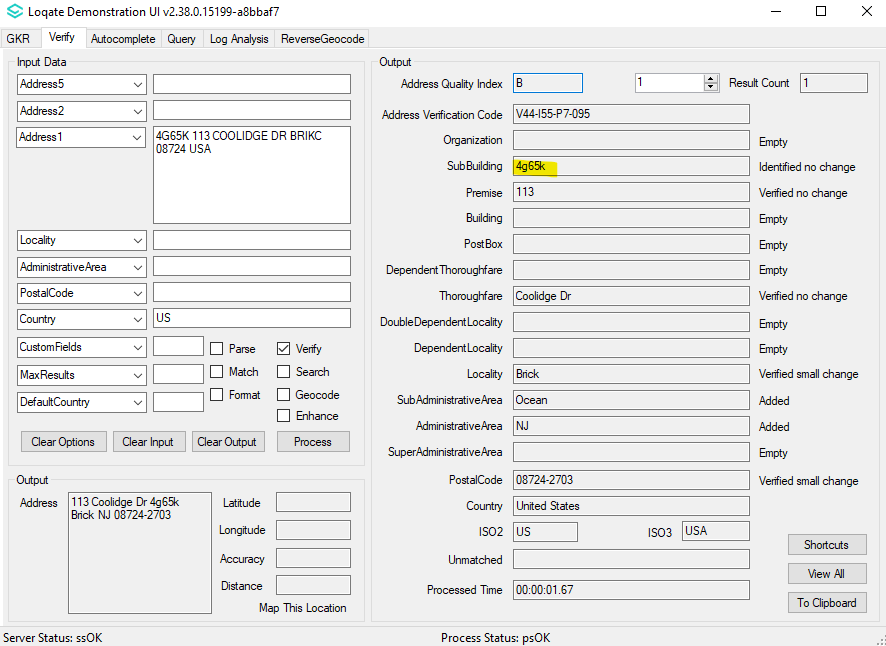 Loqate Demonstration UI v2.38.0.15199-a8bbaf7
GKR Verify Autocomplete Query Log Analysis ReverseGeocode
Input Data
Address5
Address2
Address1
4G65K 113 COOLIDGE DR BRIKC
08724 USA
Locality
AdministrativeArea
PostalCode
Country US
CustomFields
Parse Verify
MaxResults
Match Search
DefaultCountry
Format Geocode
Enhance
Clear Options Clear Input Clear Output Process
Output
Address
113 Coolidge Dr 4g65k
Brick NJ 08724-2703
Latitude
Longitude
Accuracy
Distance
Map This Location
Output
Address Quality Index B 1 Result Count 1
Address Verification Code V44-I55-P7-095
Organization Empty
SubBuilding 4g65k Identified no change
Premise 113 Verified no change
Building Empty
PostBox Empty
DependentThoroughfare Empty
Thoroughfare Coolidge Dr Verified no change
DoubleDependentLocality Empty
DependentLocality Empty
Locality Brick Verified small change
SubAdministrativeArea Ocean Added
AdministrativeArea NJ Added
SuperAdministrativeArea Empty
PostalCode 08724-2703 Verified small change
Country United States
ISO2 US ISO3 USA
Unmatched
Processed Time 00:00:01.67
Shortcuts
View All
To Clipboard
Server Status: ssOK Process Status: psOK